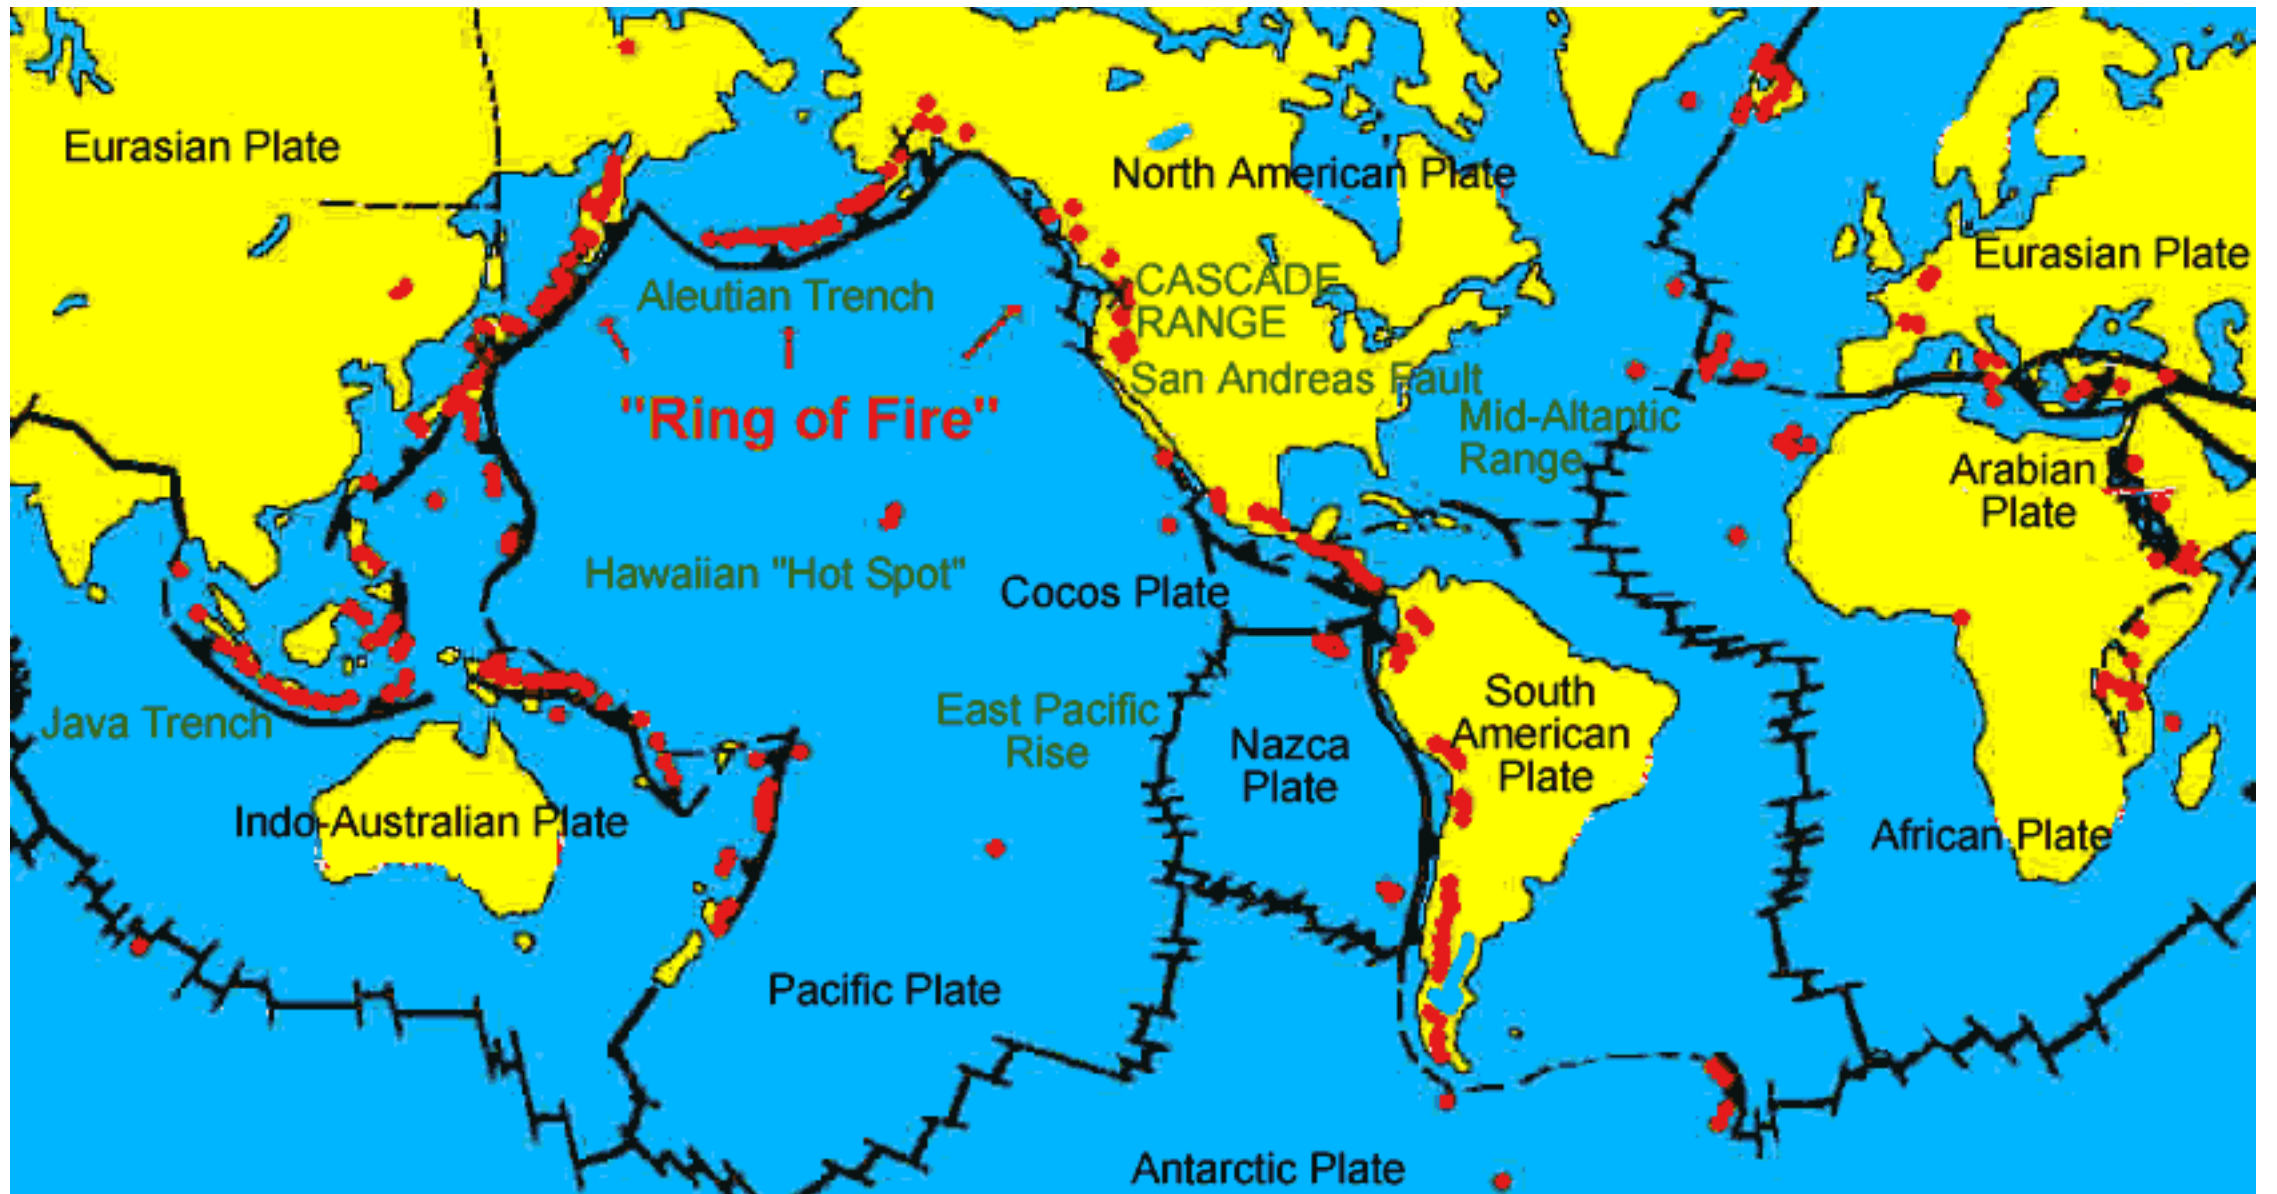 Eurasian Plate
North American Plate
Eurasian Plate
Aleutian Trench
CASCADE
RANGE
San Andreas Fault
"Ring of Fire"
Mid-Altantic
Range
Arabian
Plate
Hawaiian "Hot Spot"
Cocos Plate
Java Trench
East Pacific
Rise
Nazca
Plate
South
American
Plate
Indo-Australian Plate
African Plate
Pacific Plate
Antarctic Plate